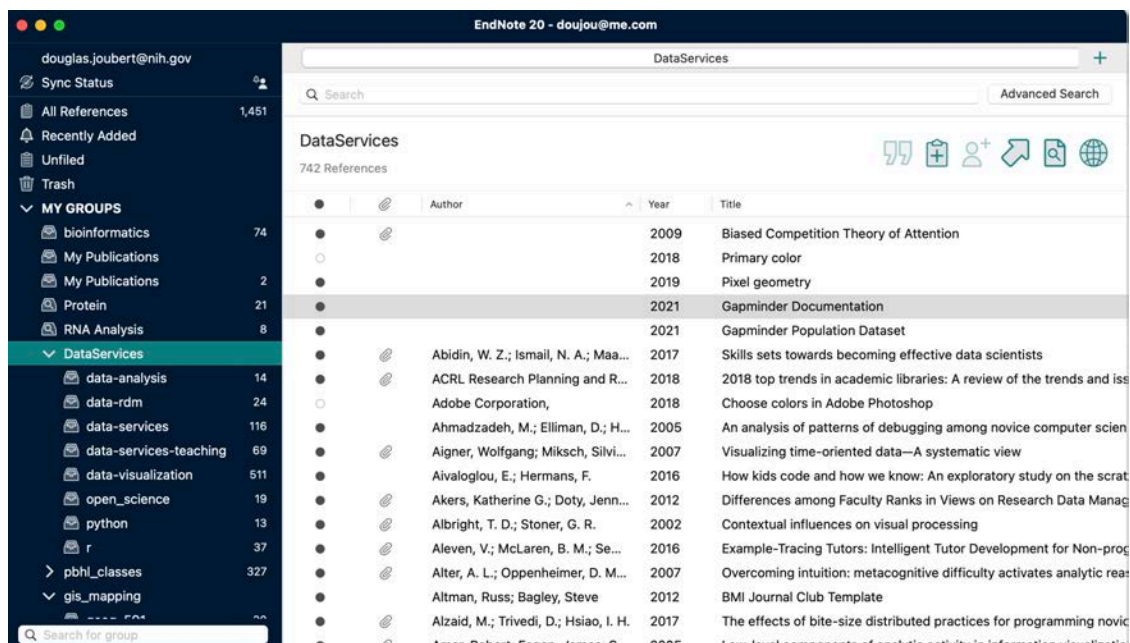 EndNote 20 - doujou@me.com
douglas.joubert@nih.gov
Sync Status
All References 1,451
Recently Added
Unfiled
Trash
MY GROUPS
bioinformatics 74
My Publications
My Publications 2
Protein 21
RNA Analysis 8
DataServices
data-analysis 14
data-rdm 24
data-services 116
data-services-teaching 69
data-visualization 511
open_science 19
python 13
r 37
pbhl_classes 327
gis_mapping
Search for group
DataServices
Search
Advanced Search
DataServices
742 References
Author Year Title
2009 Biased Competition Theory of Attention
2018 Primary color
2019 Pixel geometry
2021 Gapminder Documentation
2021 Gapminder Population Dataset
Abidin, W. Z.; Ismail, N. A.; Maa... 2017 Skills sets towards becoming effective data scientists
ACRL Research Planning and R... 2018 2018 top trends in academic libraries: A review of the trends and iss
Adobe Corporation, 2018 Choose colors in Adobe Photoshop
Ahmadzadeh, M.; Elliman, D.; H... 2005 An analysis of patterns of debugging among novice computer scien
Aigner, Wolfgang; Miksch, Silvi... 2007 Visualizing time-oriented data—A systematic view
Aivaloglou, E.; Hermans, F. 2016 How kids code and how we know: An exploratory study on the scrat
Akers, Katherine G.; Doty, Jenn... 2012 Differences among Faculty Ranks in Views on Research Data Manag
Albright, T. D.; Stoner, G. R. 2002 Contextual influences on visual processing
Aleven, V.; McLaren, B. M.; Se... 2016 Example-Tracing Tutors: Intelligent Tutor Development for Non-prog
Alter, A. L.; Oppenheimer, D. M... 2007 Overcoming intuition: metacognitive difficulty activates analytic rea
Altman, Russ; Bagley, Steve 2012 BMI Journal Club Template
Alzaid, M.; Trivedi, D.; Hsiao, I. H. 2017 The effects of bite-size distributed practices for programming novic